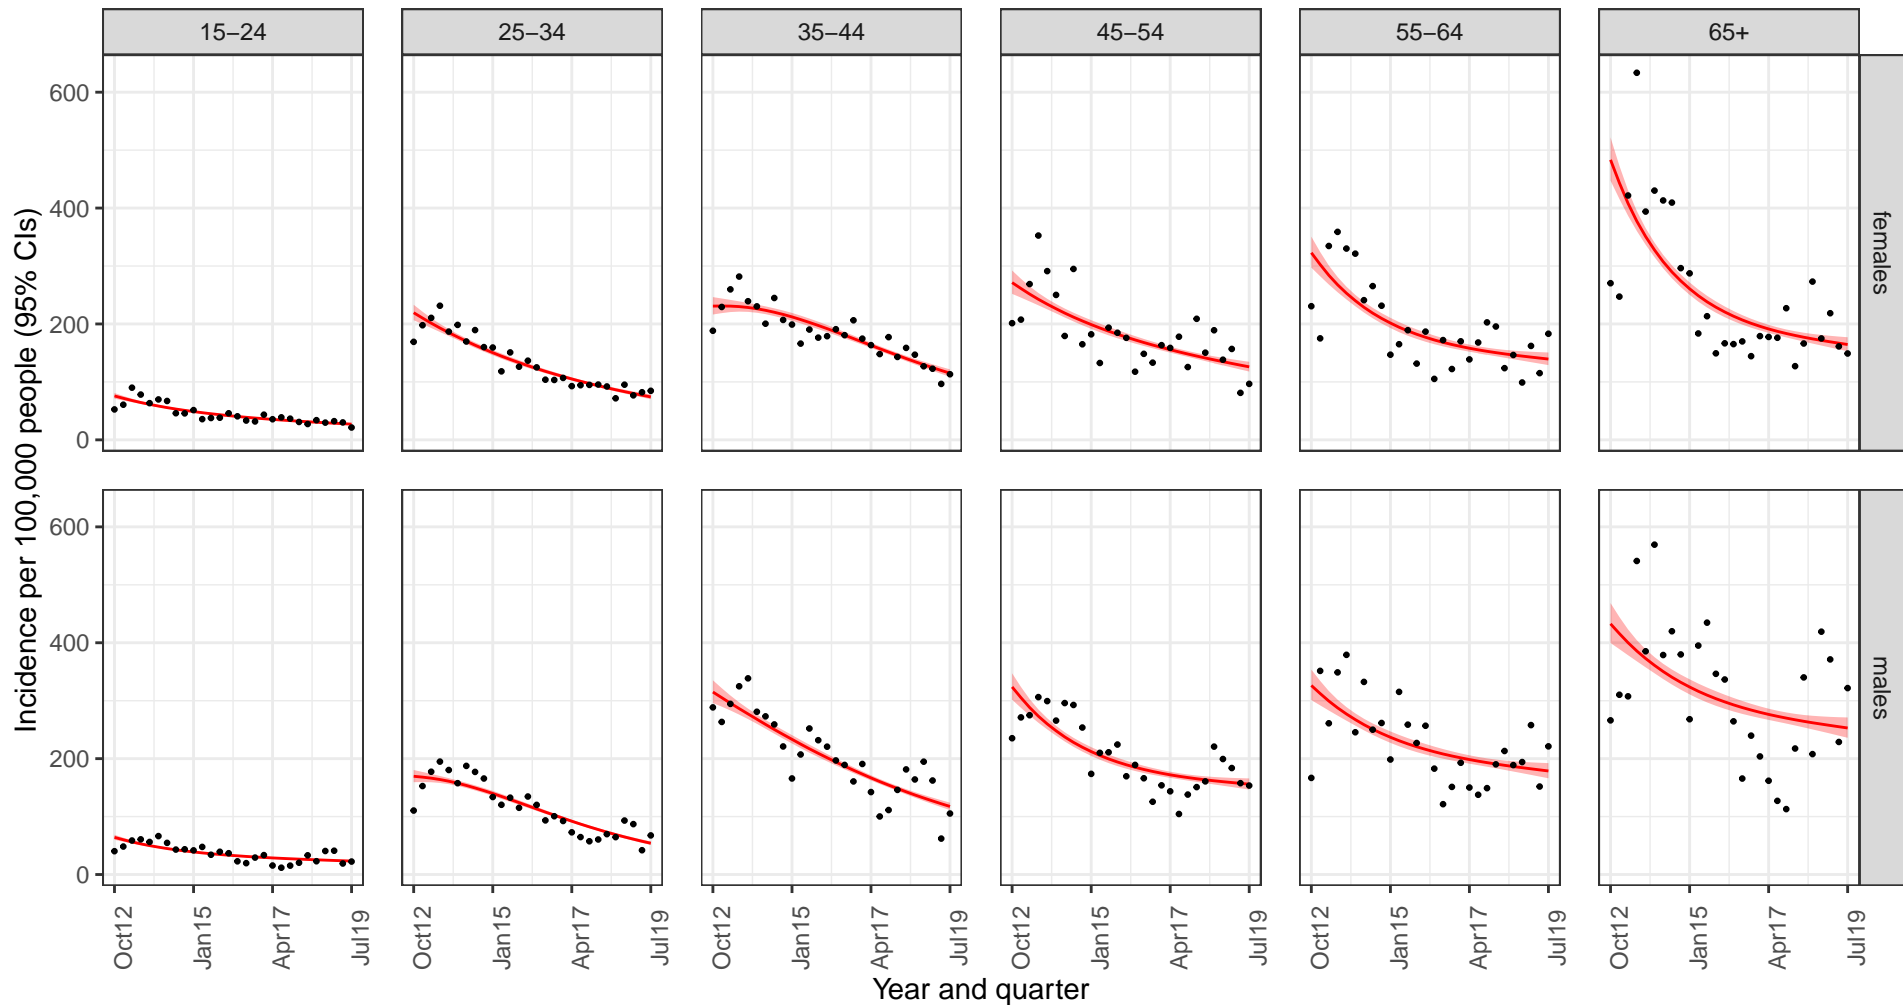 15–24 25–34 35–44 45–54 55–64 65+
Incidence per 100,000 people (95% CIs)
600
400
200
0
females
600
400
200
0
males
Oct12 Jan15 Apr17 Jul19 Oct12 Jan15 Apr17 Jul19 Oct12 Jan15 Apr17 Jul19 Oct12 Jan15 Apr17 Jul19 Oct12 Jan15 Apr17 Jul19 Oct12 Jan15 Apr17 Jul19
Year and quarter